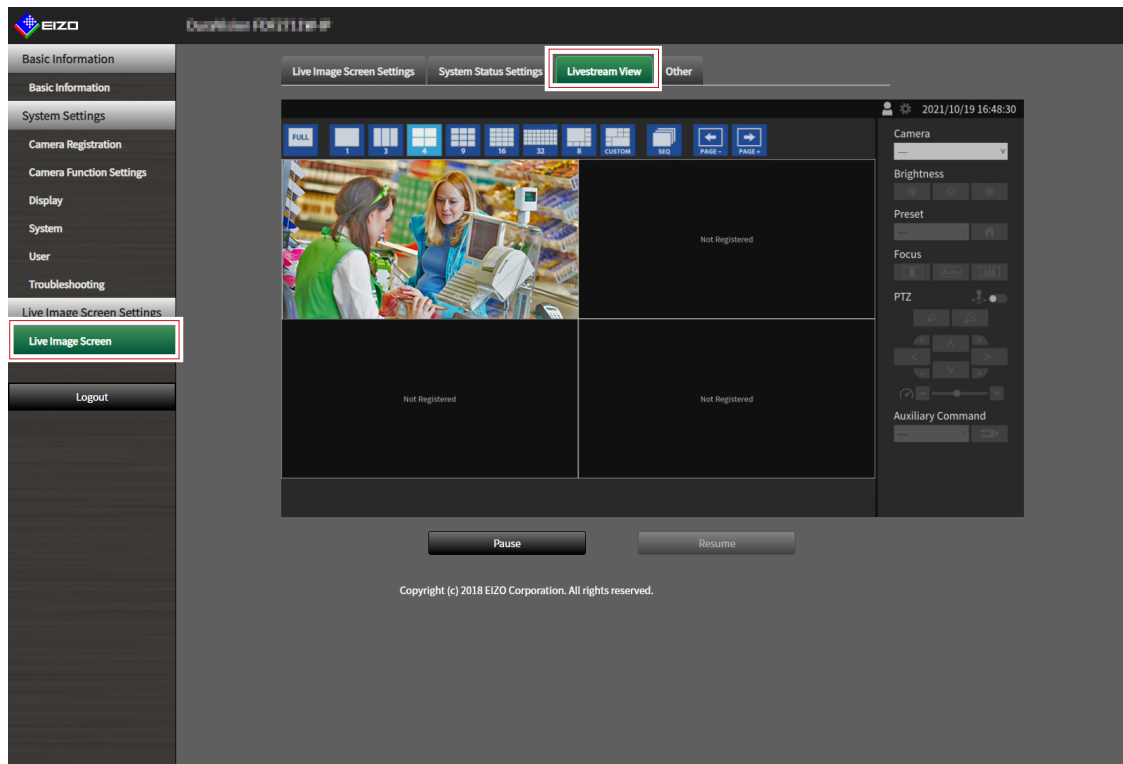 EIZO
Basic Information
Basic Information
System Settings
Camera Registration
Camera Function Settings
Display
System
User
Troubleshooting
Live Image Screen Settings
Live Image Screen
Logout
Live Image Screen Settings
System Status Settings
Livestream View
Other
2021/10/19 16:48:30
FULL
1
3
4
9
16
32
8
CUSTOM
SEQ
PAGE -
PAGE +
Not Registered
Not Registered
Not Registered
Camera
---
Brightness
Preset
---
Focus
Auto
PTZ
Auxiliary Command
---
Pause
Resume
Copyright (c) 2018 EIZO Corporation. All rights reserved.